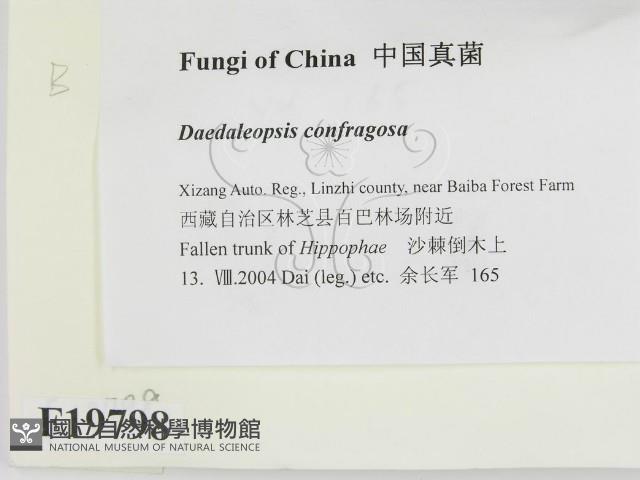 B
Fungi of China 中国真菌
Daedaleopsis confragosa
Xizang Auto. Reg., Linzhi county, near Baiba Forest Farm
西藏自治区林芝县百巴林场附近
Fallen trunk of Hippophae 沙棘倒木上
13. Ⅷ.2004 Dai (leg.) etc. 余长军 165
F19798
國立自然科學博物館
NATIONAL MUSEUM OF NATURAL SCIENCE